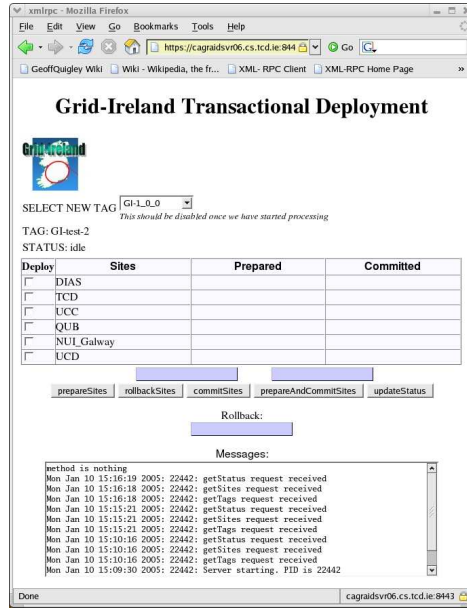 xmlrpc - Mozilla Firefox
File Edit View Go Bookmarks Tools Help
https://cagraidsvr06.cs.tcd.ie:844 Go
GeoffQuigley Wiki Wiki - Wikipedia, the fr... XML- RPC Client XML-RPC Home Page »
Grid-Ireland Transactional Deployment
Grid-Ireland
SELECT NEW TAG GI-1_0_0
This should be disabled once we have started processing
TAG: GI-test-2
STATUS: idle
Deploy Sites Prepared Committed
DIAS
TCD
UCC
QUB
NUI_Galway
UCD
prepareSites rollbackSites commitSites prepareAndCommitSites updateStatus
Rollback:
Messages:
method is nothing
Mon Jan 10 15:16:19 2005: 22442: getStatus request received
Mon Jan 10 15:16:18 2005: 22442: getSites request received
Mon Jan 10 15:16:18 2005: 22442: getTags request received
Mon Jan 10 15:15:21 2005: 22442: getStatus request received
Mon Jan 10 15:15:21 2005: 22442: getSites request received
Mon Jan 10 15:15:21 2005: 22442: getTags request received
Mon Jan 10 15:10:16 2005: 22442: getStatus request received
Mon Jan 10 15:10:16 2005: 22442: getSites request received
Mon Jan 10 15:10:16 2005: 22442: getTags request received
Mon Jan 10 15:09:30 2005: 22442: Server starting. PID is 22442
Done cagraidsvr06.cs.tcd.ie:8443